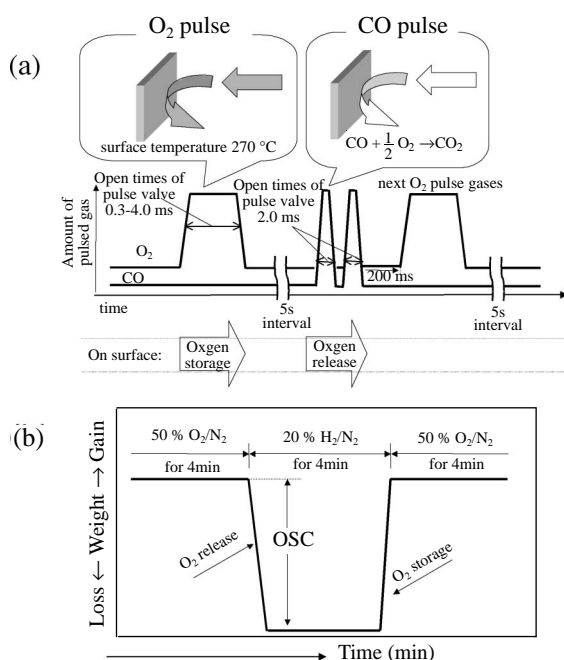 O₂ pulse
CO pulse
(a)
surface temperature 270 °C
CO + 1/2 O₂ →CO₂
Open times of
pulse valve
0.3-4.0 ms
Open times of
pulse valve
2.0 ms
next O₂ pulse gases
Amount of
pulsed gas
O₂
CO
200 ms
time
5s
interval
5s
interval
On surface:
Oxgen
storage
Oxgen
release
(b)
50 % O₂/N₂
20 % H₂/N₂
50 % O₂/N₂
for 4min
for 4min
for 4min
Loss ← Weight → Gain
O₂ release
OSC
O₂ storage
Time (min)